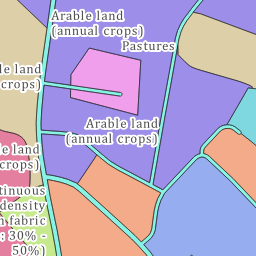 Arable land
(annual crops)
Pastures
le land
crops)
Arable land
(annual crops)
le land
crops)
tinuous
density
n fabric
: 30% -
50%)